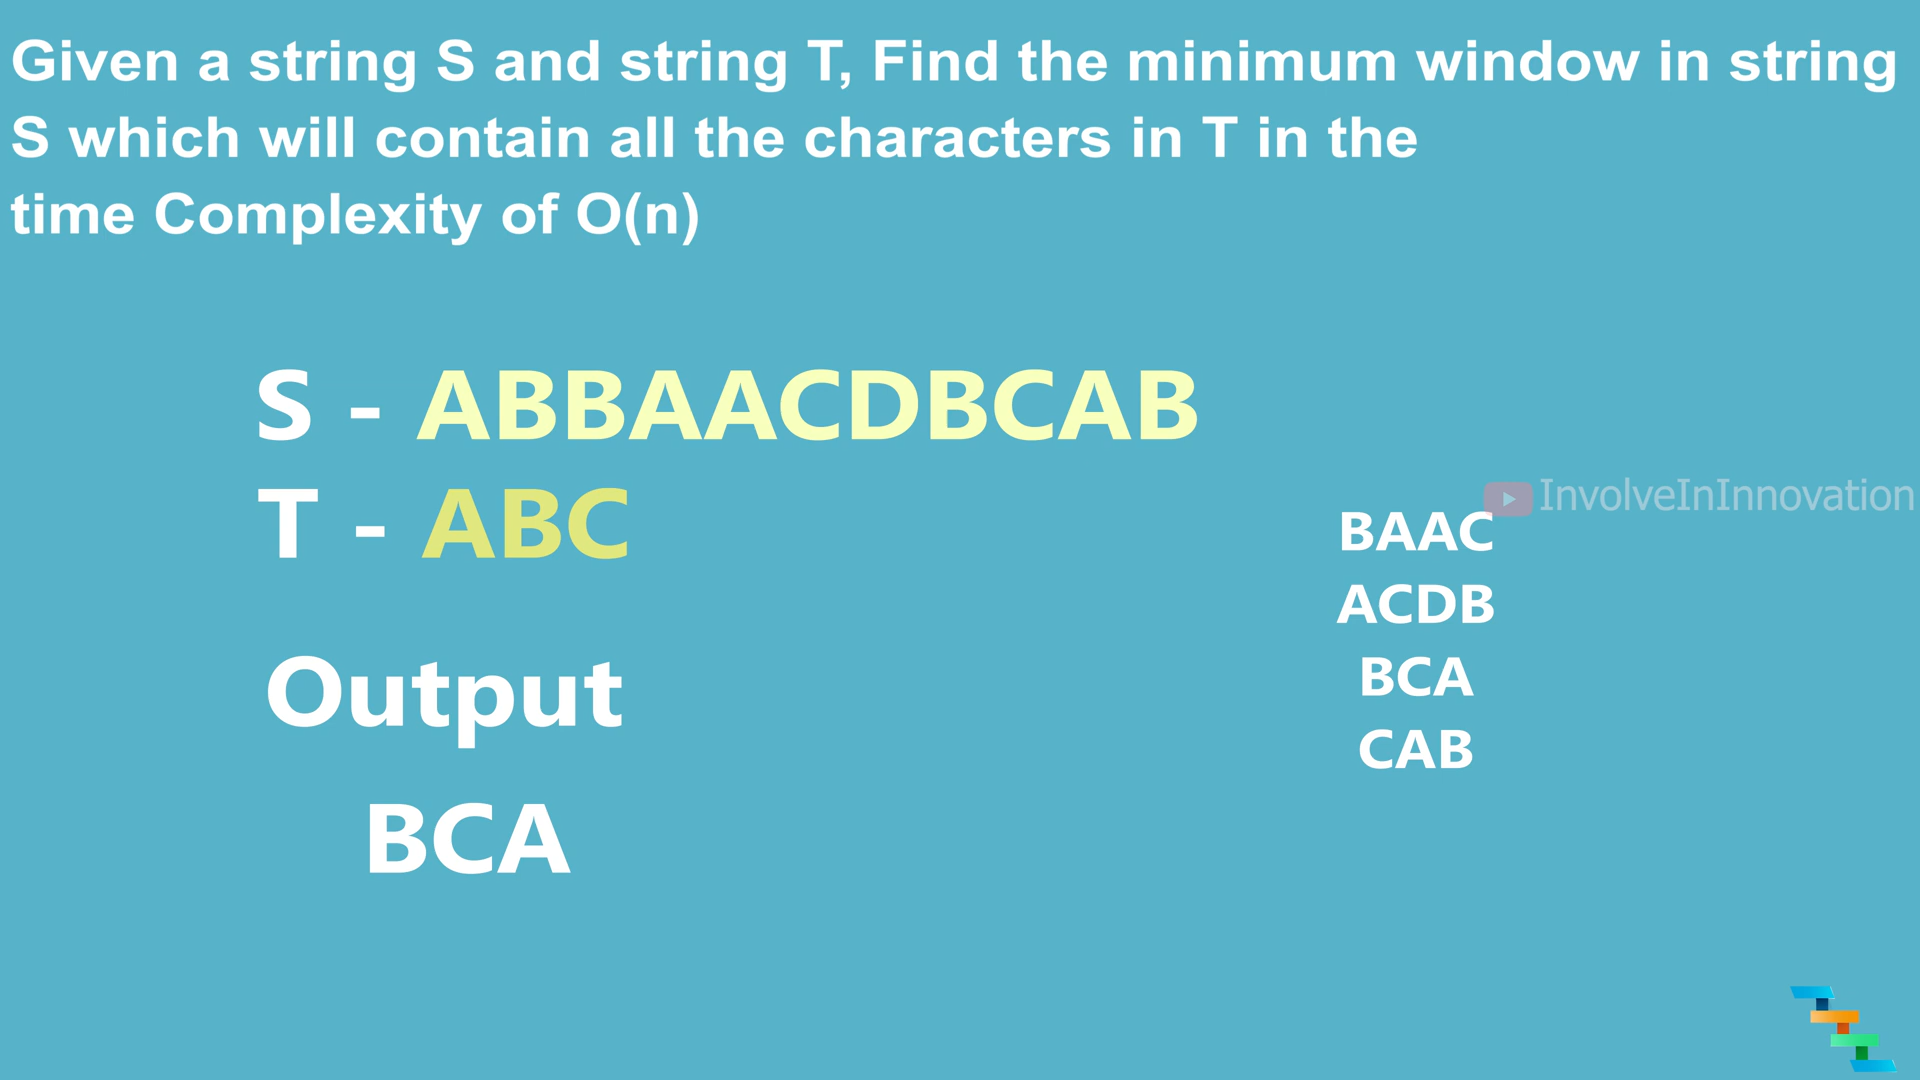 Given a string S and string T, Find the minimum window in string
S which will contain all the characters in T in the
time Complexity of O(n)
S - ABBAACDBCAB
T - ABC
InvolveInInnovation
BAAC
ACDB
BCA
CAB
Output
BCA